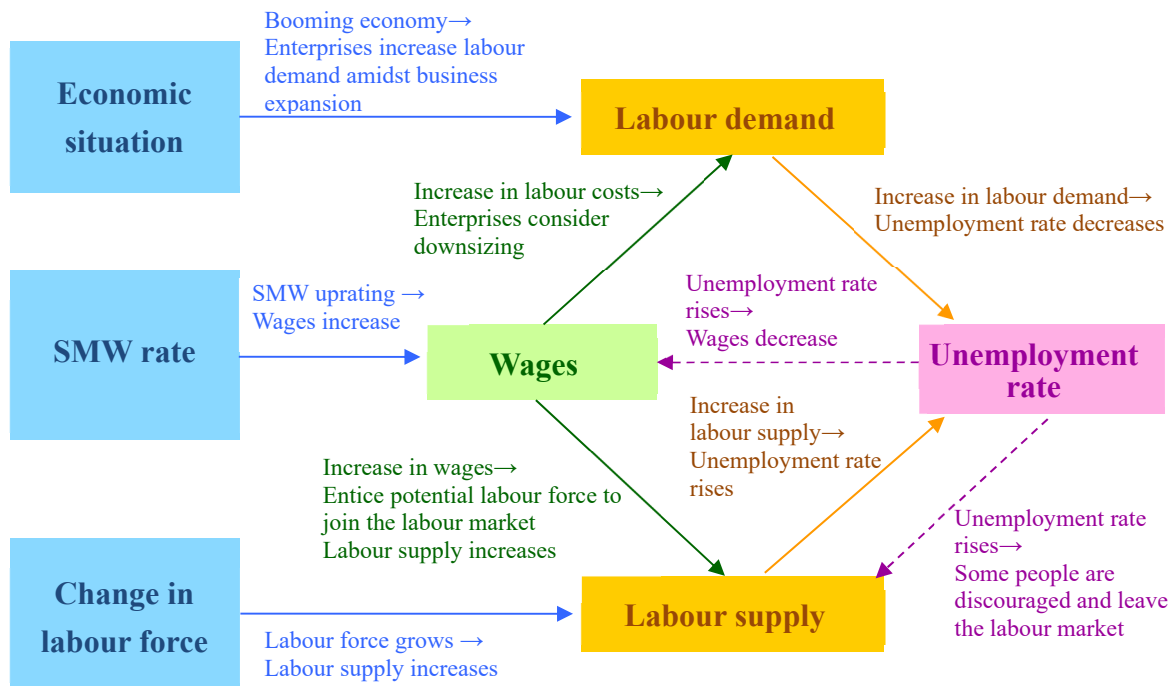 Booming economy→
Enterprises increase labour
demand amidst business
expansion
Economic
situation
Labour demand
Increase in labour costs→
Enterprises consider
downsizing
Increase in labour demand→
Unemployment rate decreases
SMW uprating →
Wages increase
Unemployment rate
rises→
Wages decrease
SMW rate
Wages
Unemployment
rate
Increase in
labour supply→
Unemployment rate
rises
Increase in wages→
Entice potential labour force to
join the labour market
Labour supply increases
Unemployment rate
rises→
Some people are
discouraged and leave
the labour market
Change in
labour force
Labour supply
Labour force grows →
Labour supply increases